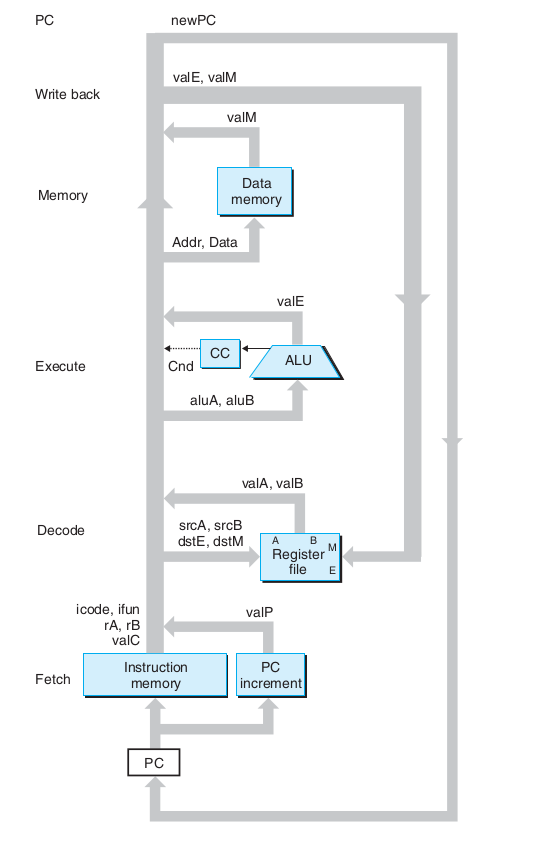 PC
newPC
valE, valM
Write back
valM
Data
memory
Memory
Addr, Data
valE
CC
ALU
Execute
Cnd
aluA, aluB
valA, valB
Decode
srcA, srcB
dstE, dstM
A
B
M
Register
file
E
icode, ifun
rA, rB
valC
valP
Fetch
Instruction
memory
PC
increment
PC